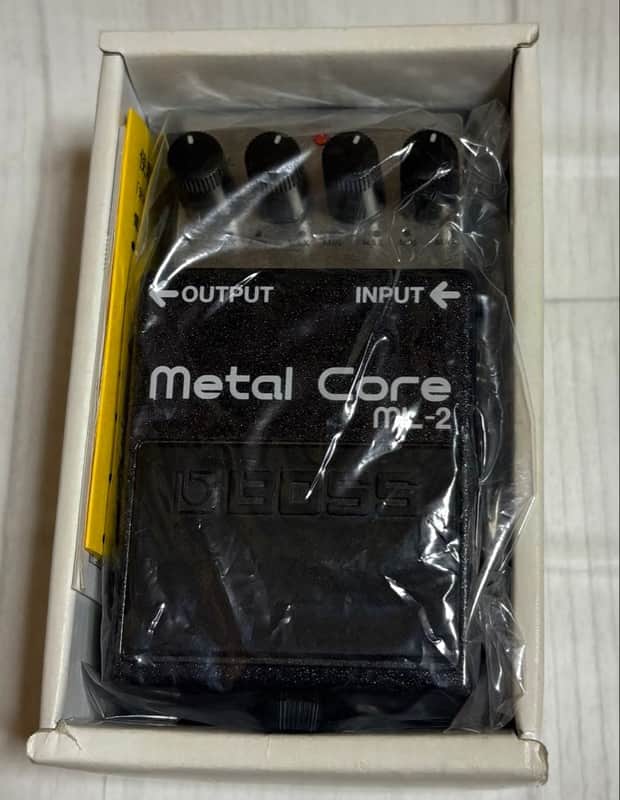 ←OUTPUT INPUT←
Metal Core
ML-2
BOSS